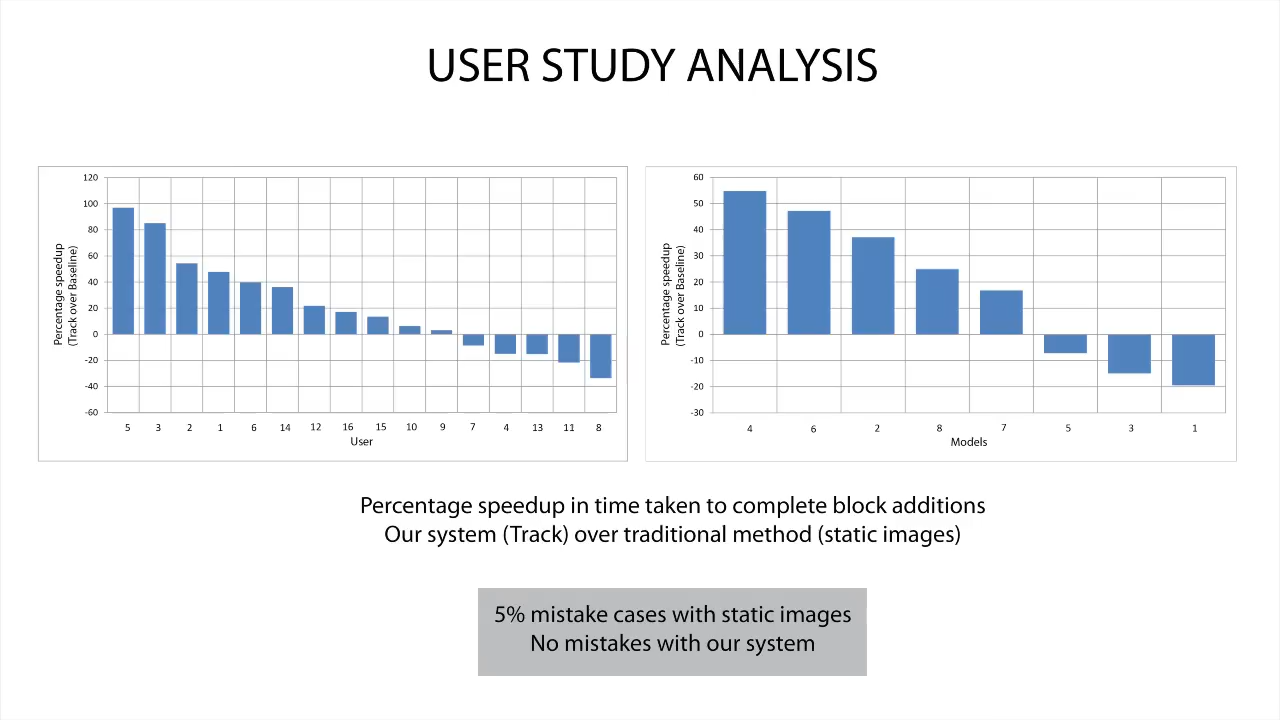 USER STUDY ANALYSIS
Percentage speedup
(Track over Baseline)
120
100
80
60
40
20
0
-20
-40
-60
5 3 2 1 6 14 12 16 15 10 9 7 4 13 11 8
User
Percentage speedup
(Track over Baseline)
60
50
40
30
20
10
0
-10
-20
-30
4 6 2 8 7 5 3 1
Models
Percentage speedup in time taken to complete block additions
Our system (Track) over traditional method (static images)
5% mistake cases with static images
No mistakes with our system